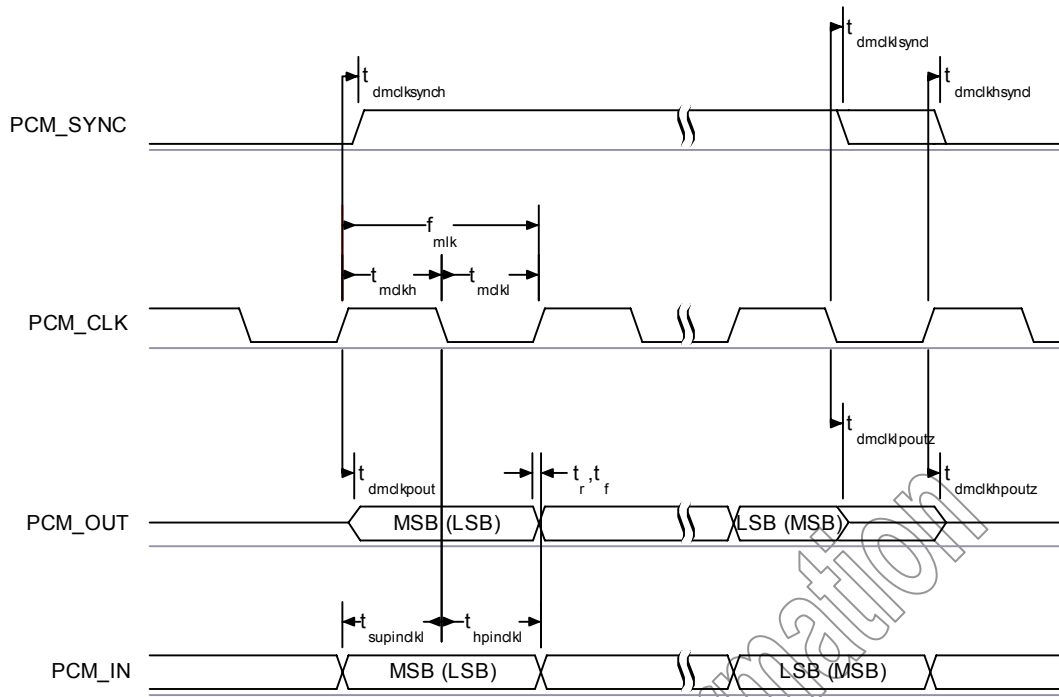 t dmclklsyncl
t dmclksynch
t dmclkhsyncl
PCM_SYNC
f mlk
t mclkh
t mclkl
PCM_CLK
t dmclklpoutz
t dmclkpout
t r ,t f
t dmclkhpoutz
PCM_OUT
MSB (LSB)
LSB (MSB)
t supinclkl
t hpinclkl
PCM_IN
MSB (LSB)
LSB (MSB)
mation